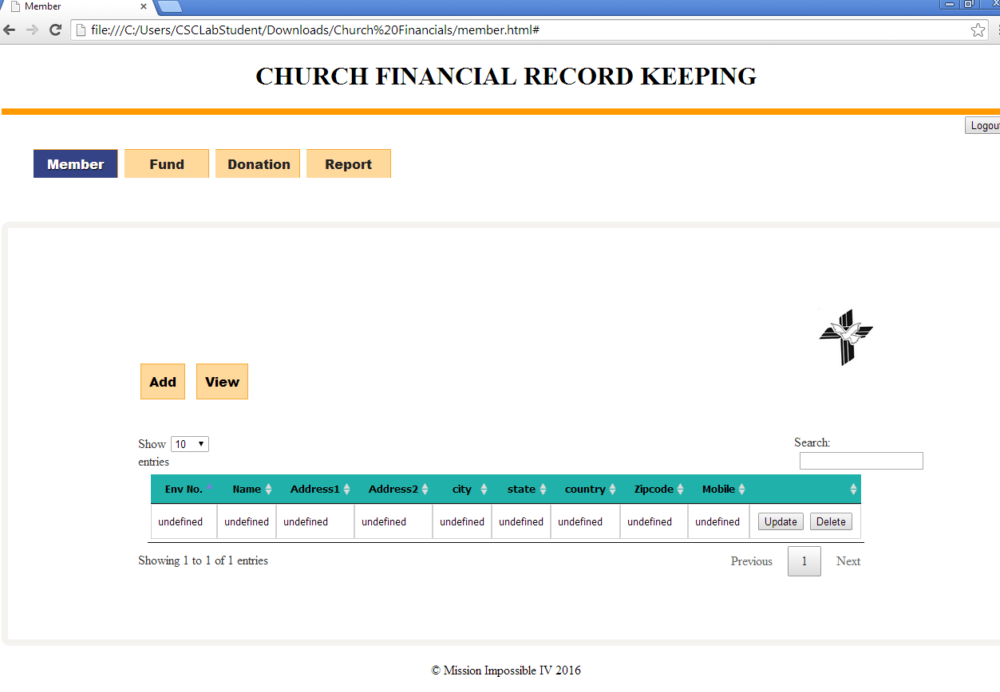 Member
file:///C:/Users/CSCLabStudent/Downloads/Church%20Financials/member.html#
CHURCH FINANCIAL RECORD KEEPING
Logout
Member Fund Donation Report
Add View
Show 10 entries
Search:
Env No. Name Address1 Address2 city state country Zipcode Mobile
undefined undefined undefined undefined undefined undefined undefined undefined undefined Update Delete
Showing 1 to 1 of 1 entries
Previous 1 Next
© Mission Impossible IV 2016